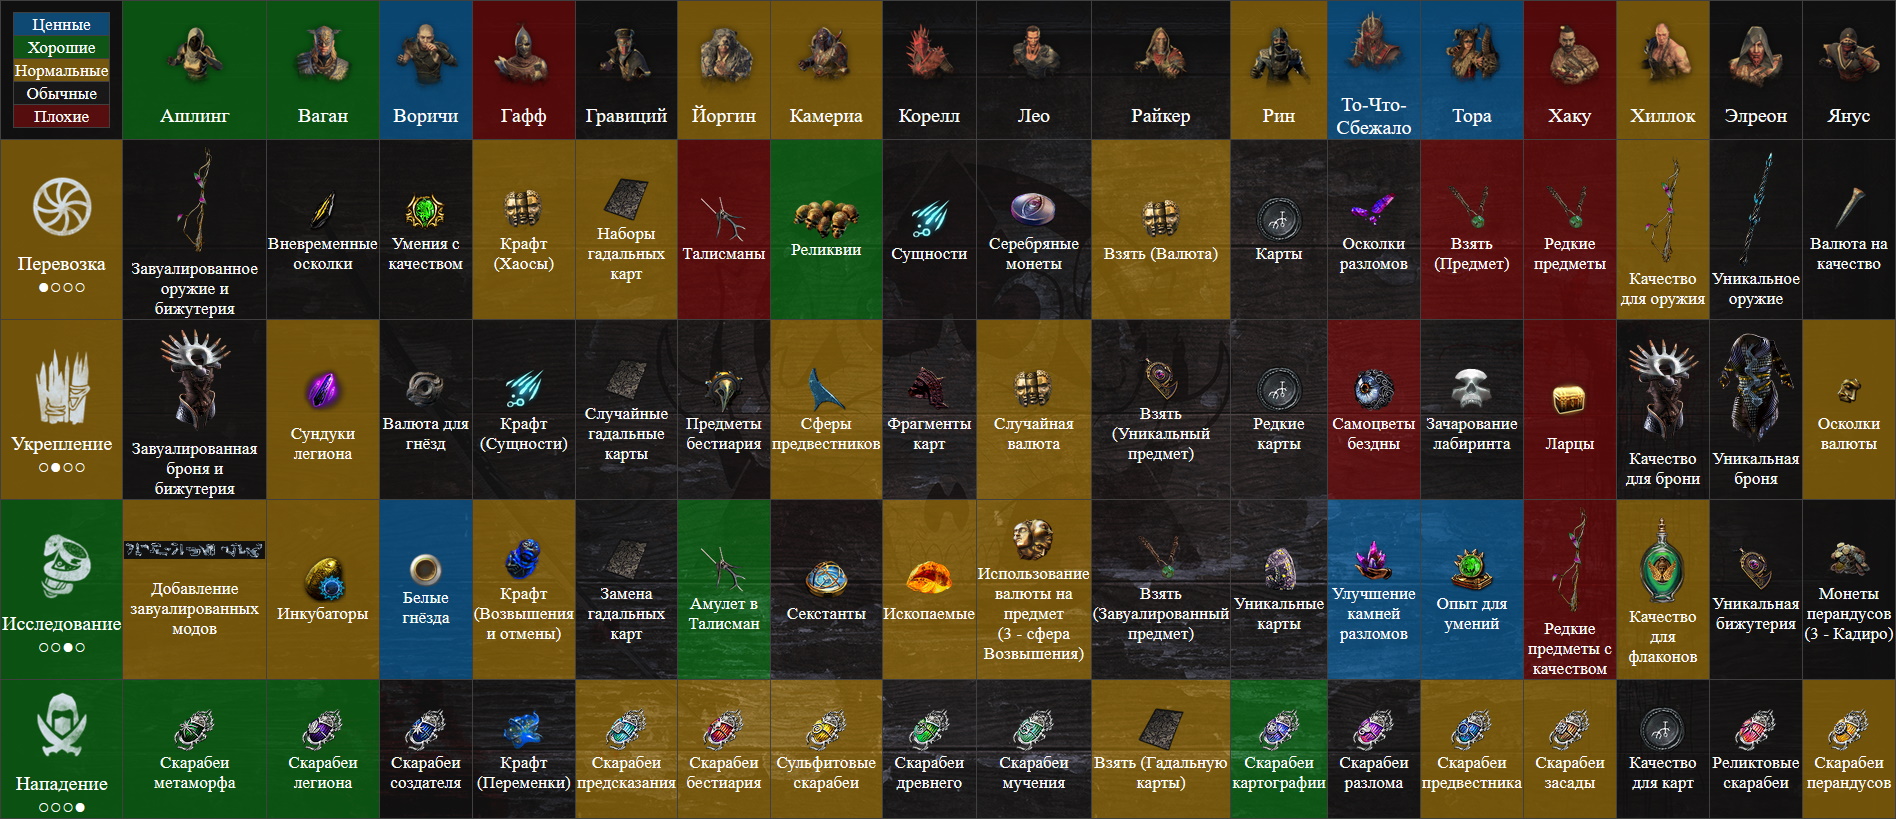 Ценные
Хорошие
Нормальные
Обычные
Плохие
Ашлинг
Ваган
Воричи
Гафф
Гравиций
Йоргин
Камериа
Корелл
Лео
Райкер
Рин
То-Что-
Сбежало
Тора
Хаку
Хиллок
Элреон
Янус
Перевозка
Завуалированное
оружие и
бижутерия
Вневременные
осколки
Умения с
качеством
Крафт
(Хаосы)
Наборы
гадальных
карт
Талисманы
Реликвии
Сущности
Серебряные
монеты
Взять (Валюта)
Карты
Осколки
разломов
Взять
(Предмет)
Редкие
предметы
Качество
для оружия
Уникальное
оружие
Валюта на
качество
Укрепление
Завуалированная
броня и
бижутерия
Сундуки
легиона
Валюта для
гнёзд
Крафт
(Сущности)
Случайные
гадальные
карты
Предметы
бестиария
Сферы
предвестников
Фрагменты
карт
Случайная
валюта
Взять
(Уникальный
предмет)
Редкие
карты
Самоцветы
бездны
Зачарование
лабиринта
Ларцы
Качество
для брони
Уникальная
броня
Осколки
валюты
Исследование
Добавление
завуалированных
модов
Инкубаторы
Белые
гнёзда
Крафт
(Возвышения
и отмены)
Замена
гадальных
карт
Амулет в
Талисман
Секстанты
Ископаемые
Использование
валюты на
предмет
(3 - сфера
Возвышения)
Взять
(Завуалированный
предмет)
Уникальные
карты
Улучшение
камней
разломов
Опыт для
умений
Редкие
предметы с
качеством
Качество
для
флаконов
Уникальная
бижутерия
Монеты
перандусов
(3 - Кадиро)
Нападение
Скарабеи
метаморфа
Скарабеи
легиона
Скарабеи
создателя
Крафт
(Переменки)
Скарабеи
предсказания
Скарабеи
бестиария
Сульфитовые
скарабеи
Скарабеи
древнего
Скарабеи
мучения
Взять (Гадальную
карты)
Скарабеи
картографии
Скарабеи
разлома
Скарабеи
предвестника
Скарабеи
засады
Качество
для карт
Реликтовые
скарабеи
Скарабеи
перандусов